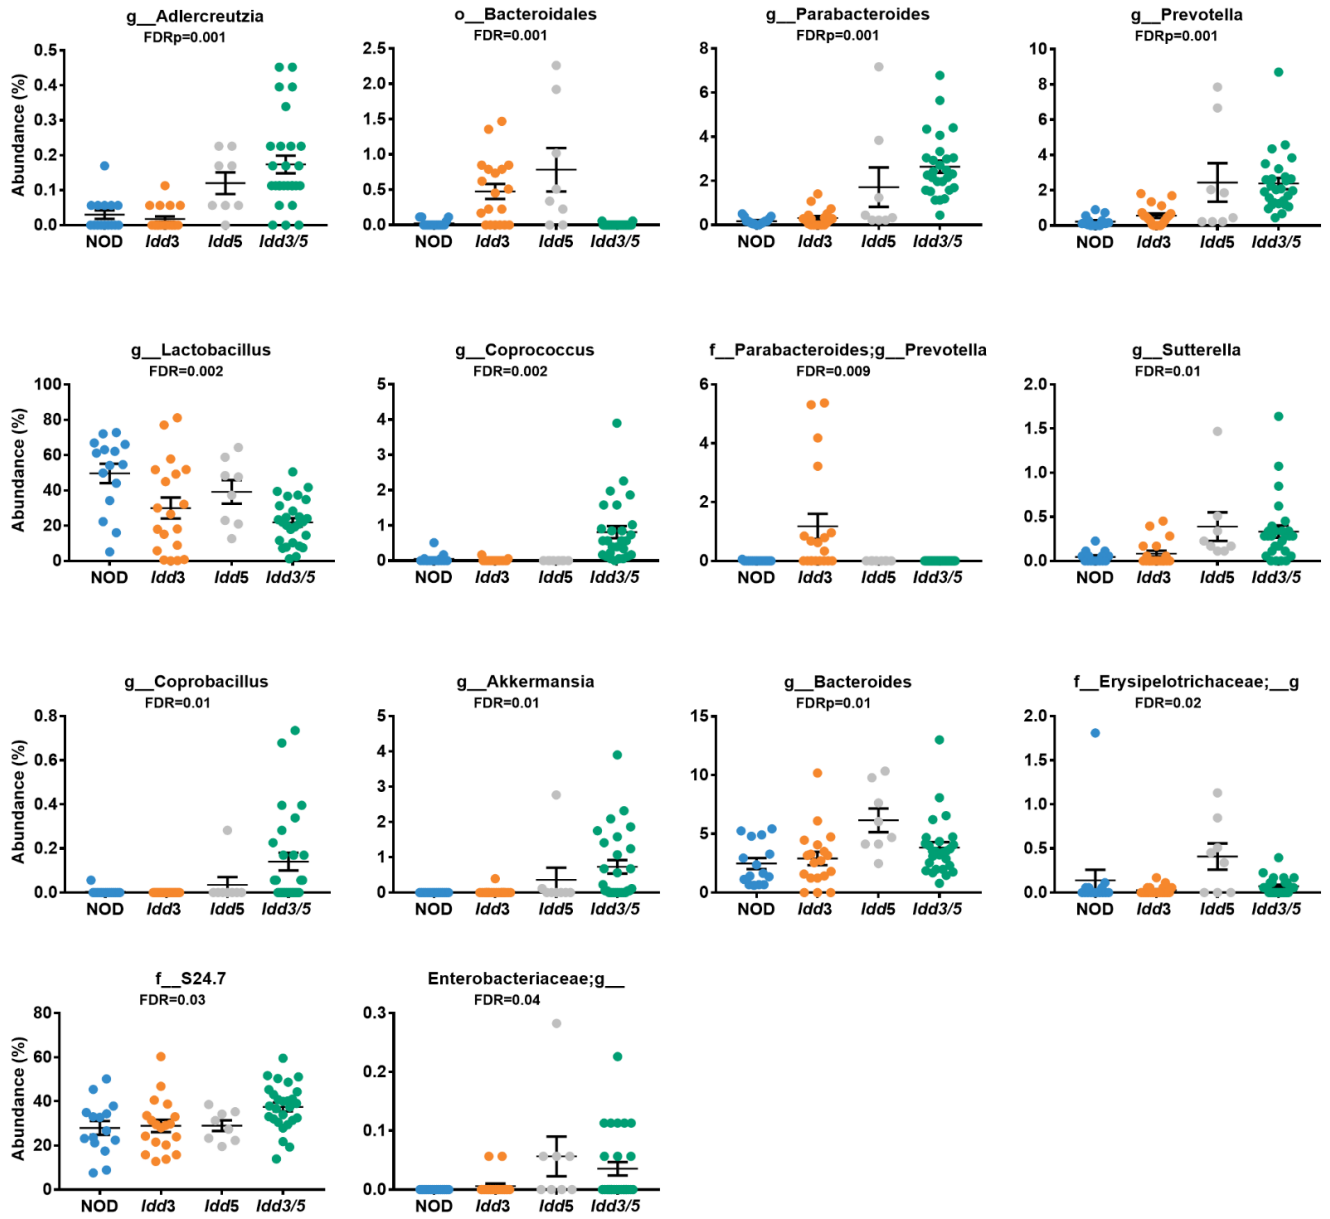 g__Adlercreutzia
FDRp=0.001
Abundance (%)
0.5
0.4
0.3
0.2
0.1
0.0
NOD Idd3 Idd5 Idd3/5
o__Bacteroidales
FDR=0.001
2.5
2.0
1.5
1.0
0.5
0.0
NOD Idd3 Idd5 Idd3/5
g__Parabacteroides
FDRp=0.001
8
6
4
2
0
NOD Idd3 Idd5 Idd3/5
g__Prevotella
FDRp=0.001
10
8
6
4
2
0
NOD Idd3 Idd5 Idd3/5
g__Lactobacillus
FDR=0.002
Abundance (%)
100
80
60
40
20
0
NOD Idd3 Idd5 Idd3/5
g__Coprococcus
FDR=0.002
5
4
3
2
1
0
NOD Idd3 Idd5 Idd3/5
f__Parabacteroides;g__Prevotella
FDR=0.009
6
4
2
0
NOD Idd3 Idd5 Idd3/5
g__Sutterella
FDR=0.01
2.0
1.5
1.0
0.5
0.0
NOD Idd3 Idd5 Idd3/5
g__Coprobacillus
FDR=0.01
Abundance (%)
0.8
0.6
0.4
0.2
0.0
NOD Idd3 Idd5 Idd3/5
g__Akkermansia
FDR=0.01
5
4
3
2
1
0
NOD Idd3 Idd5 Idd3/5
g__Bacteroides
FDRp=0.01
15
10
5
0
NOD Idd3 Idd5 Idd3/5
f__Erysipelotrichaceae;__g
FDR=0.02
2.0
1.5
1.0
0.5
0.0
NOD Idd3 Idd5 Idd3/5
f__S24.7
FDR=0.03
Abundance (%)
80
60
40
20
0
NOD Idd3 Idd5 Idd3/5
Enterobacteriaceae;g__
FDR=0.04
0.3
0.2
0.1
0.0
NOD Idd3 Idd5 Idd3/5